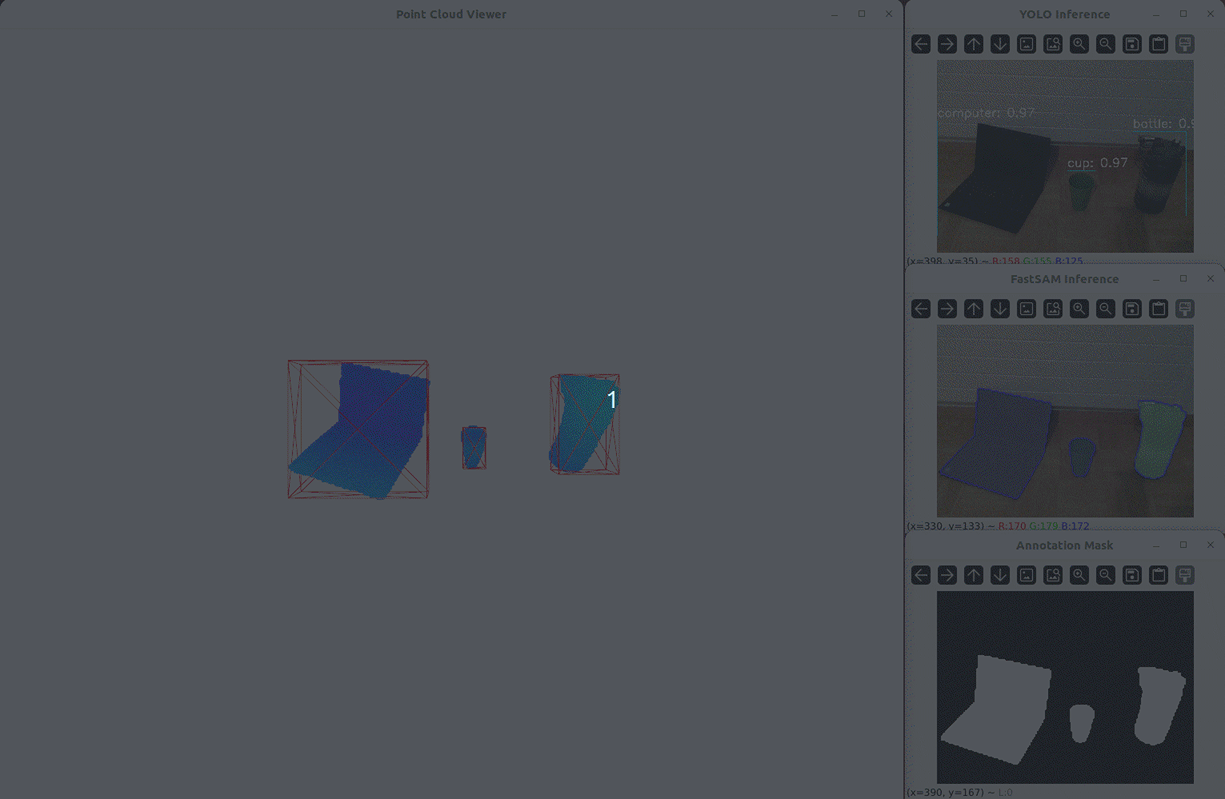 Point Cloud Viewer
1
YOLO Inference
computer: 0.97
bottle: 0.9
cup: 0.97
(x=398, y=35) ~ R:158 G:155 B:125
FastSAM Inference
(x=330, y=133) ~ R:170 G:179 B:172
Annotation Mask
(x=390, y=167) ~ L:0